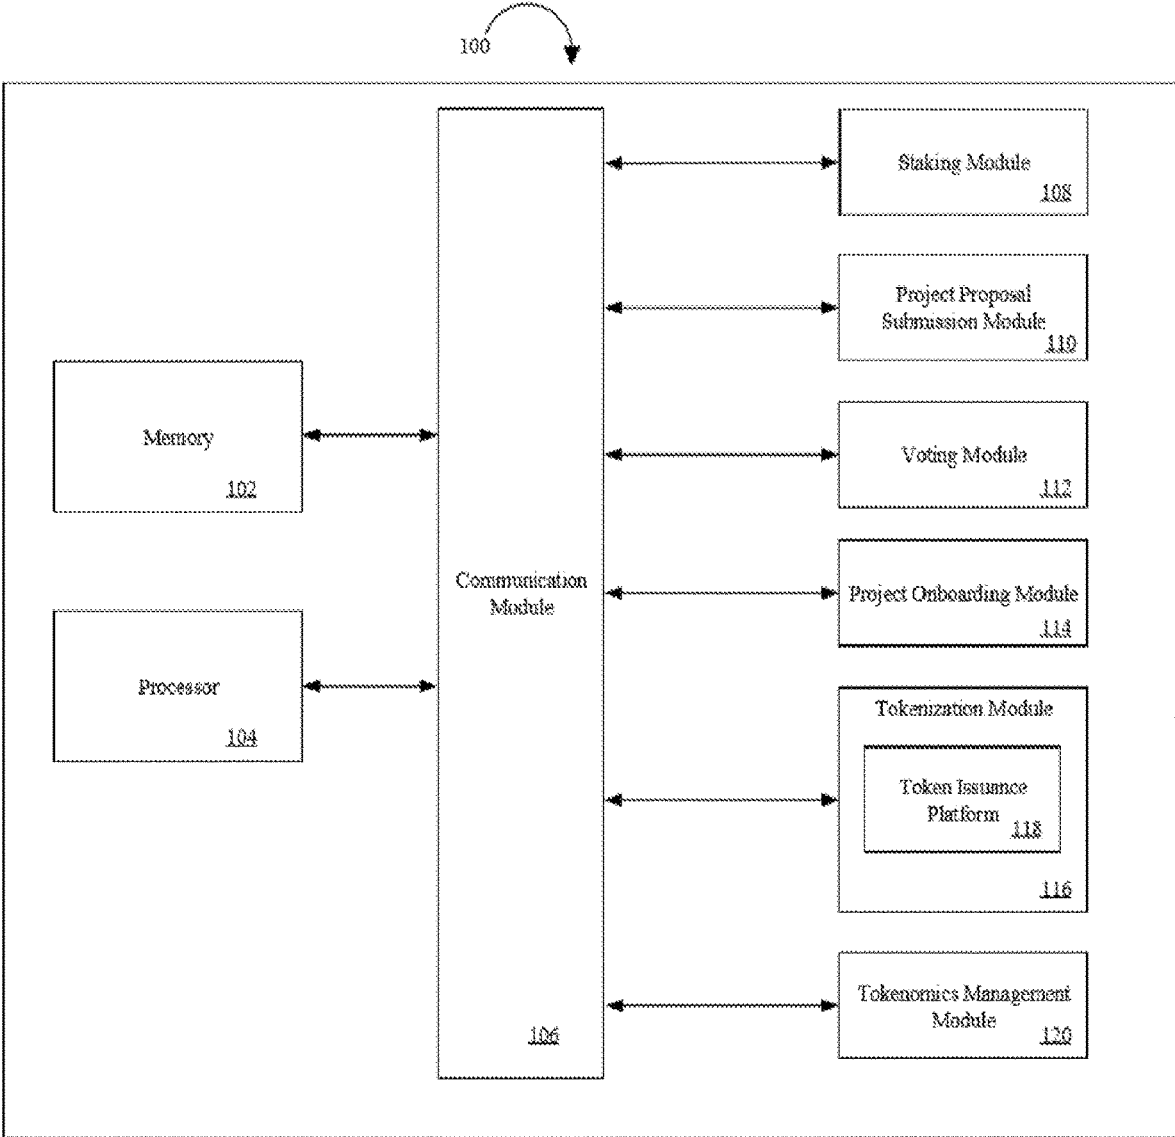 100
Memory
102
Processor
104
Communication
Module
106
Staking Module
108
Project Proposal
Submission Module
110
Voting Module
112
Project Onboarding Module
114
Tokenization Module
Token Issuance
Platform
118
116
Tokenomics Management
Module
120